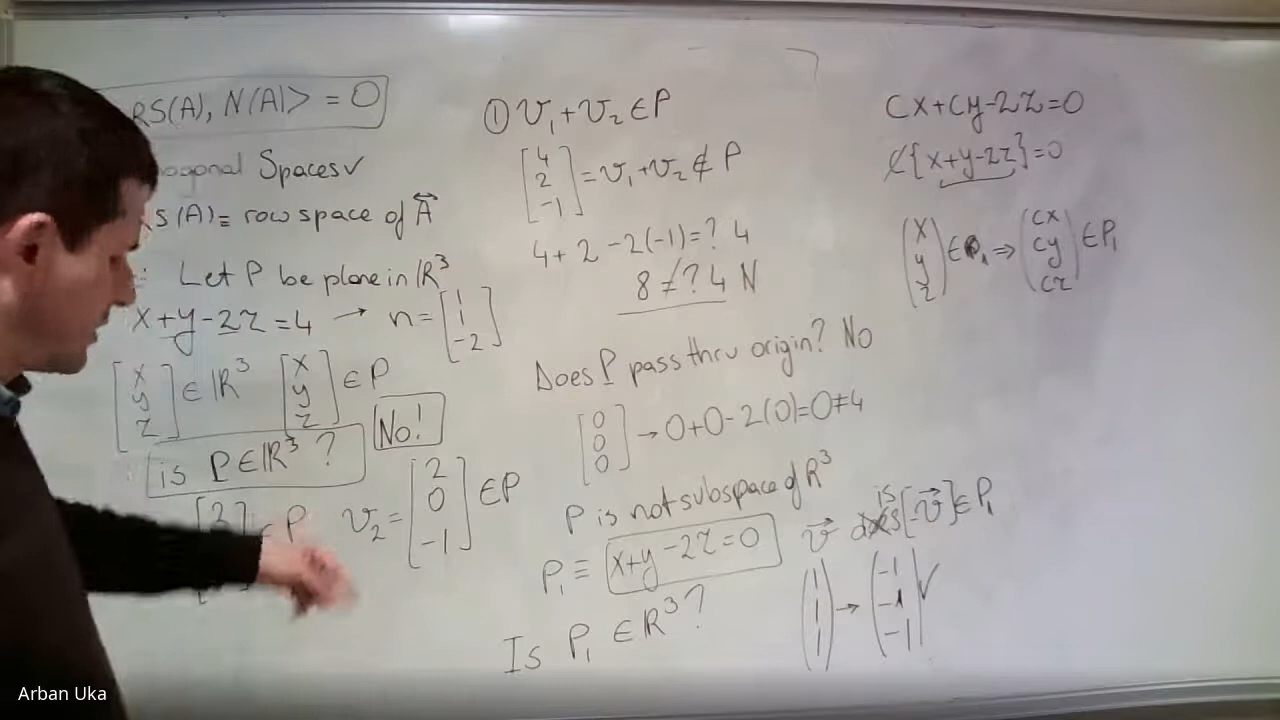 RS(A), N(A)> = 0
ogonal Spaces✓
S(A) = row space of A
Let P be plane in ℝ³
x+y-2z=4 → n=[1 1 -2]
[x y z] ∈ ℝ³ [x y z] ∈ P
is P∈ℝ³? No!
[2 ∈ P v₂=[2 0 -1] ∈P
① v₁+v₂∈P
[4 2 -1]=v₁+v₂∉P
4+2-2(-1)=? 4
8≠? 4 N
Does P pass thru origin? No
[0 0 0] → 0+0-2(0)=0≠4
P is not subspace of ℝ³
P₁≡ x+y-2z=0
Is P₁ ∈ℝ³?
cx+cy-2z=0
c{x+y-2z}=0
(x y z)∈P₁⇒(cx cy cz)∈P₁
v is [-v]∈P₁
(1 1 1)→(-1 -1 -1)✓
Arban Uka